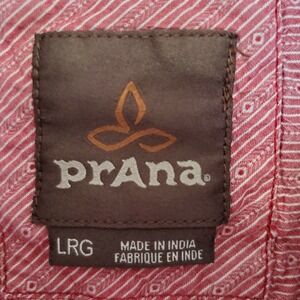 prAna®
LRG
MADE IN INDIA
FABRIQUE EN INDE